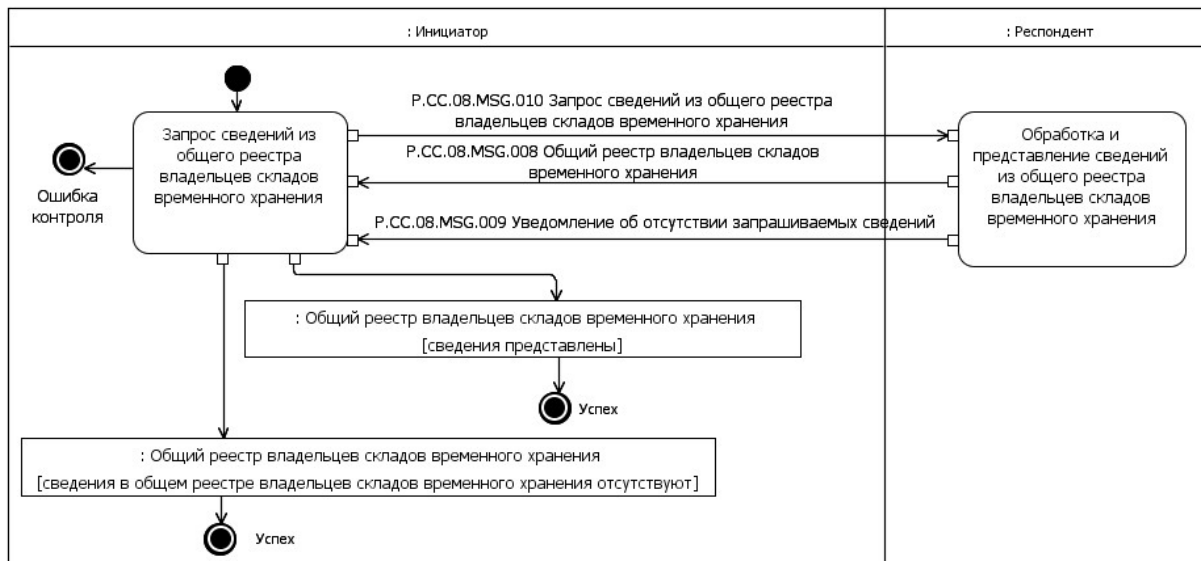 : Инициатор
: Респондент
P.CC.08.MSG.010 Запрос сведений из общего реестра
владельцев складов временного хранения
Запрос сведений из
общего реестра
владельцев складов
временного хранения
Обработка и
представление сведений
из общего реестра
владельцев складов
временного хранения
P.CC.08.MSG.008 Общий реестр владельцев складов
временного хранения
Ошибка
контроля
P.CC.08.MSG.009 Уведомление об отсутствии запрашиваемых сведений
: Общий реестр владельцев складов временного хранения
[сведения представлены]
Успех
: Общий реестр владельцев складов временного хранения
[сведения в общем реестре владельцев складов временного хранения отсутствуют]
Успех